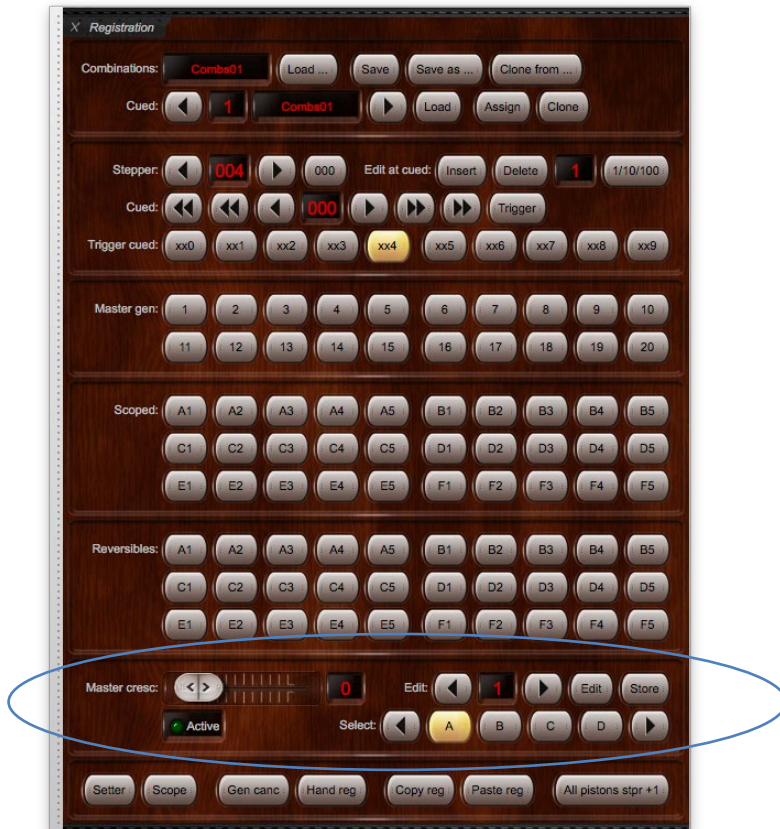 X Registration
Combinations: Combs01 Load ... Save Save as ... Clone from ...
Cued: 1 Combs01 Load Assign Clone
Stepper: 004 000 Edit at cued: Insert Delete 1 1/10/100
Cued: 000 Trigger
Trigger cued: xx0 xx1 xx2 xx3 xx4 xx5 xx6 xx7 xx8 xx9
Master gen: 1 2 3 4 5 6 7 8 9 10
11 12 13 14 15 16 17 18 19 20
Scoped: A1 A2 A3 A4 A5 B1 B2 B3 B4 B5
C1 C2 C3 C4 C5 D1 D2 D3 D4 D5
E1 E2 E3 E4 E5 F1 F2 F3 F4 F5
Reversibles: A1 A2 A3 A4 A5 B1 B2 B3 B4 B5
C1 C2 C3 C4 C5 D1 D2 D3 D4 D5
E1 E2 E3 E4 E5 F1 F2 F3 F4 F5
Master cresc: < > 0 Edit: 1 Edit Store
Active Select: A B C D
Setter Scope Gen canc Hand reg Copy reg Paste reg All pistons stpr +1